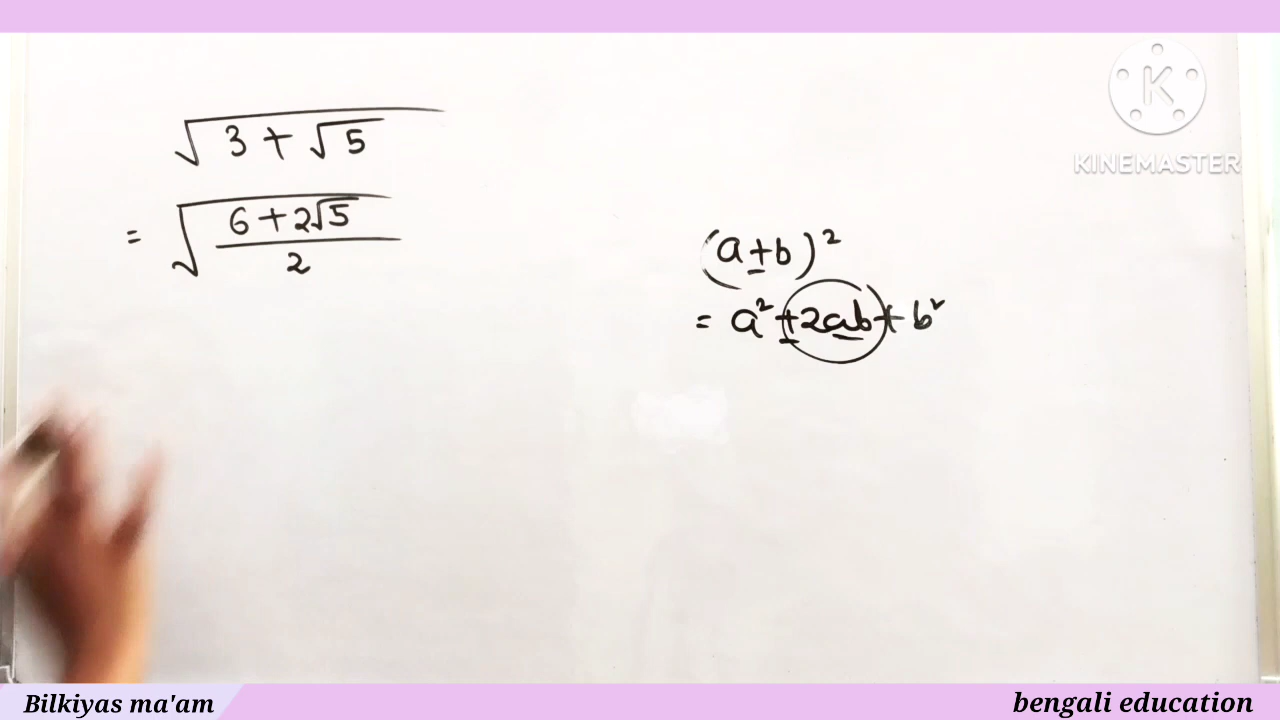 √(3 + √5)
= √((6 + 2√5)/2)
(a + b)²
= a² + 2ab + b²
KINEMASTER
Bilkiyas ma'am
bengali education